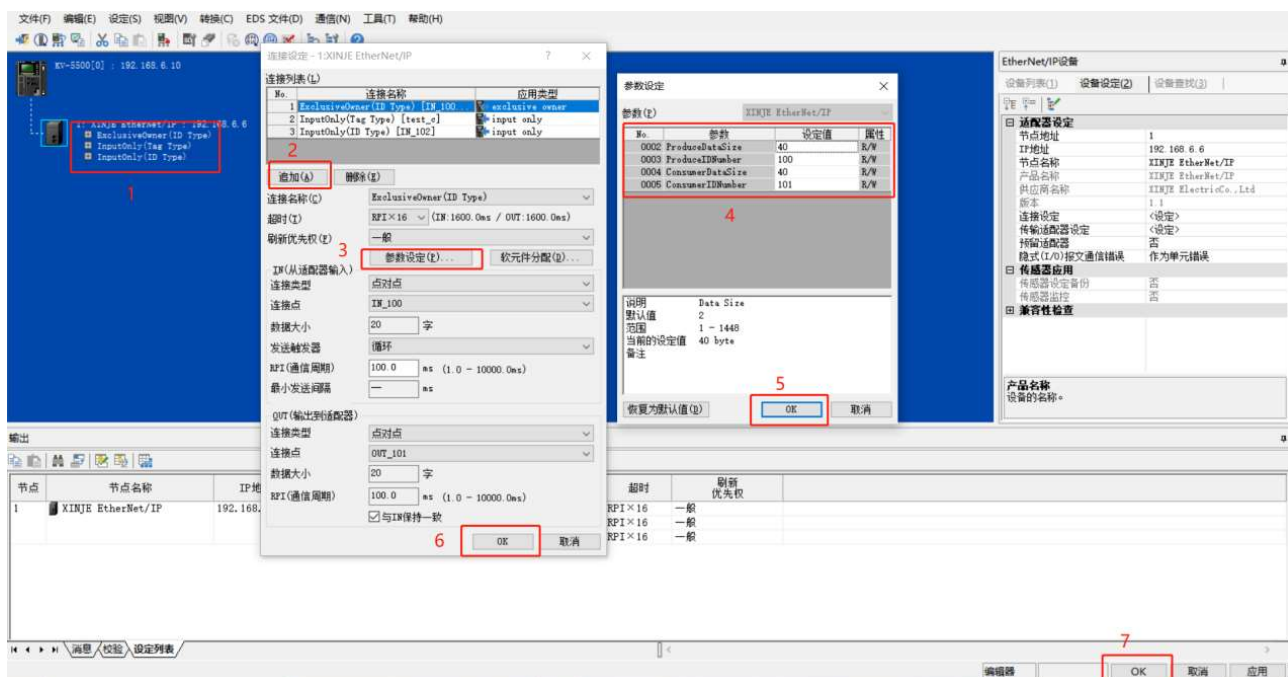 文件(F) 编辑(E) 设定(S) 视图(V) 转换(C) EDS 文件(D) 通信(N) 工具(T) 帮助(H)
KV-5500[0] : 192.168.6.10
1: XINJE EtherNet/IP : 192.168.6.6
ExclusiveOwner(ID Type)
InputOnly(Tag Type)
InputOnly(ID Type)
1
连接设定 - 1:XINJE EtherNet/IP ? ×
连接列表(L)
No. 连接名称 应用类型
1 ExclusiveOwner(ID Type) [IN_100... exclusive owner
2 InputOnly(Tag Type) [test_c] input only
3 InputOnly(ID Type) [IN_102] input only
2
追加(A) 删除(E)
连接名称(C) ExclusiveOwner(ID Type)
超时(T) RPI×16 (IN:1600.0ms / OUT:1600.0ms)
刷新优先权(P) 一般
3
参数设定(P)... 软元件分配(D)...
IN(从适配器输入)
连接类型 点对点
连接点 IN_100
数据大小 20 字
发送触发器 循环
RPI(通信周期) 100.0 ms (1.0 - 10000.0ms)
最小发送间隔 — ms
OUT(输出到适配器)
连接类型 点对点
连接点 OUT_101
数据大小 20 字
RPI(通信周期) 100.0 ms (1.0 - 10000.0ms)
与IN保持一致
6
OK 取消
参数设定 ×
参数(P) XINJE EtherNet/IP
No. 参数 设定值 属性
0002 ProduceDataSize 40 R/W
0003 ProduceIDNumber 100 R/W
0004 ConsumerDataSize 40 R/W
0005 ConsumerIDNumber 101 R/W
4
说明 Data Size
默认值 2
范围 1 - 1448
当前的设定值 40 byte
备注
5
恢复为默认值(D) OK 取消
EtherNet/IP设备
设备列表(1) 设备设定(2) 设备查找(3)
适配器设定
节点地址 1
IP地址 192.168.6.6
节点名称 XINJE EtherNet/IP
产品名称 XINJE EtherNet/IP
供应商名称 XINJE ElectricCo.,Ltd
版本 1.1
连接设定 <设定>
传输适配器设定 <设定>
预留适配器 否
隐式(I/O)报文通信错误 作为单元错误
传感器应用
传感器设定备份 否
传感器监控 否
兼容性检查
产品名称
设备的名称。
输出
节点 节点名称 IP地 超时 刷新优先权
1 XINJE EtherNet/IP 192.168. RPI×16 一般
RPI×16 一般
RPI×16 一般
消息 校验 设定列表
7
编辑器 OK 取消 应用